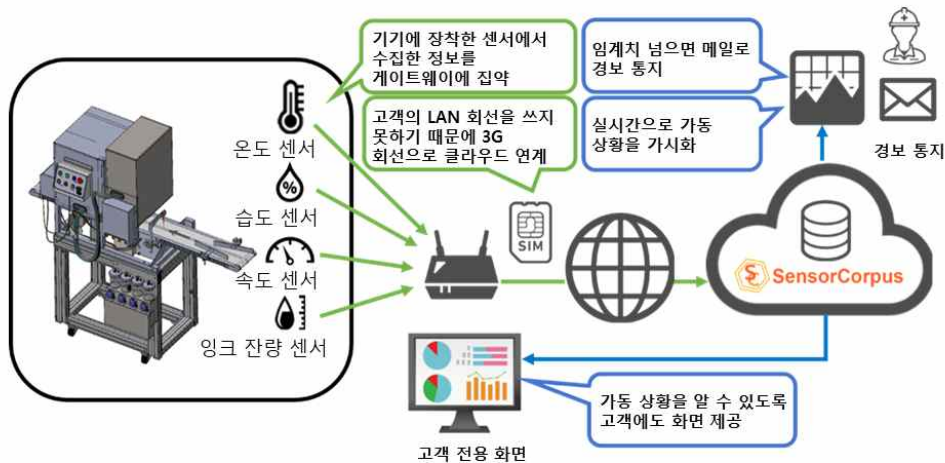 기기에 장착한 센서에서
수집한 정보를
게이트웨이에 집약
임계치 넘으면 메일로
경보 통지
고객의 LAN 회선을 쓰지
못하기 때문에 3G
회선으로 클라우드 연계
실시간으로 가동
상황을 가시화
경보 통지
온도 센서
%
습도 센서
속도 센서
잉크 잔량 센서
SIM
SensorCorpus
가동 상황을 알 수 있도록
고객에도 화면 제공
고객 전용 화면